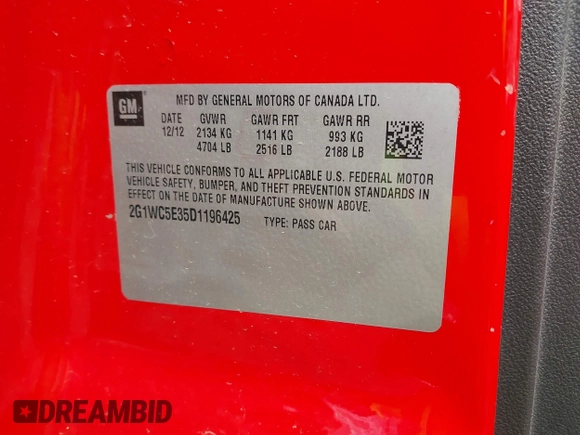 GM
MFD BY GENERAL MOTORS OF CANADA LTD.
DATE GVWR GAWR FRT GAWR RR
12/12 2134 KG 1141 KG 993 KG
4704 LB 2516 LB 2188 LB
THIS VEHICLE CONFORMS TO ALL APPLICABLE U.S. FEDERAL MOTOR
VEHICLE SAFETY, BUMPER, AND THEFT PREVENTION STANDARDS IN
EFFECT ON THE DATE OF MANUFACTURE SHOWN ABOVE.
2G1WC5E35D1196425 TYPE: PASS CAR
DREAMBID